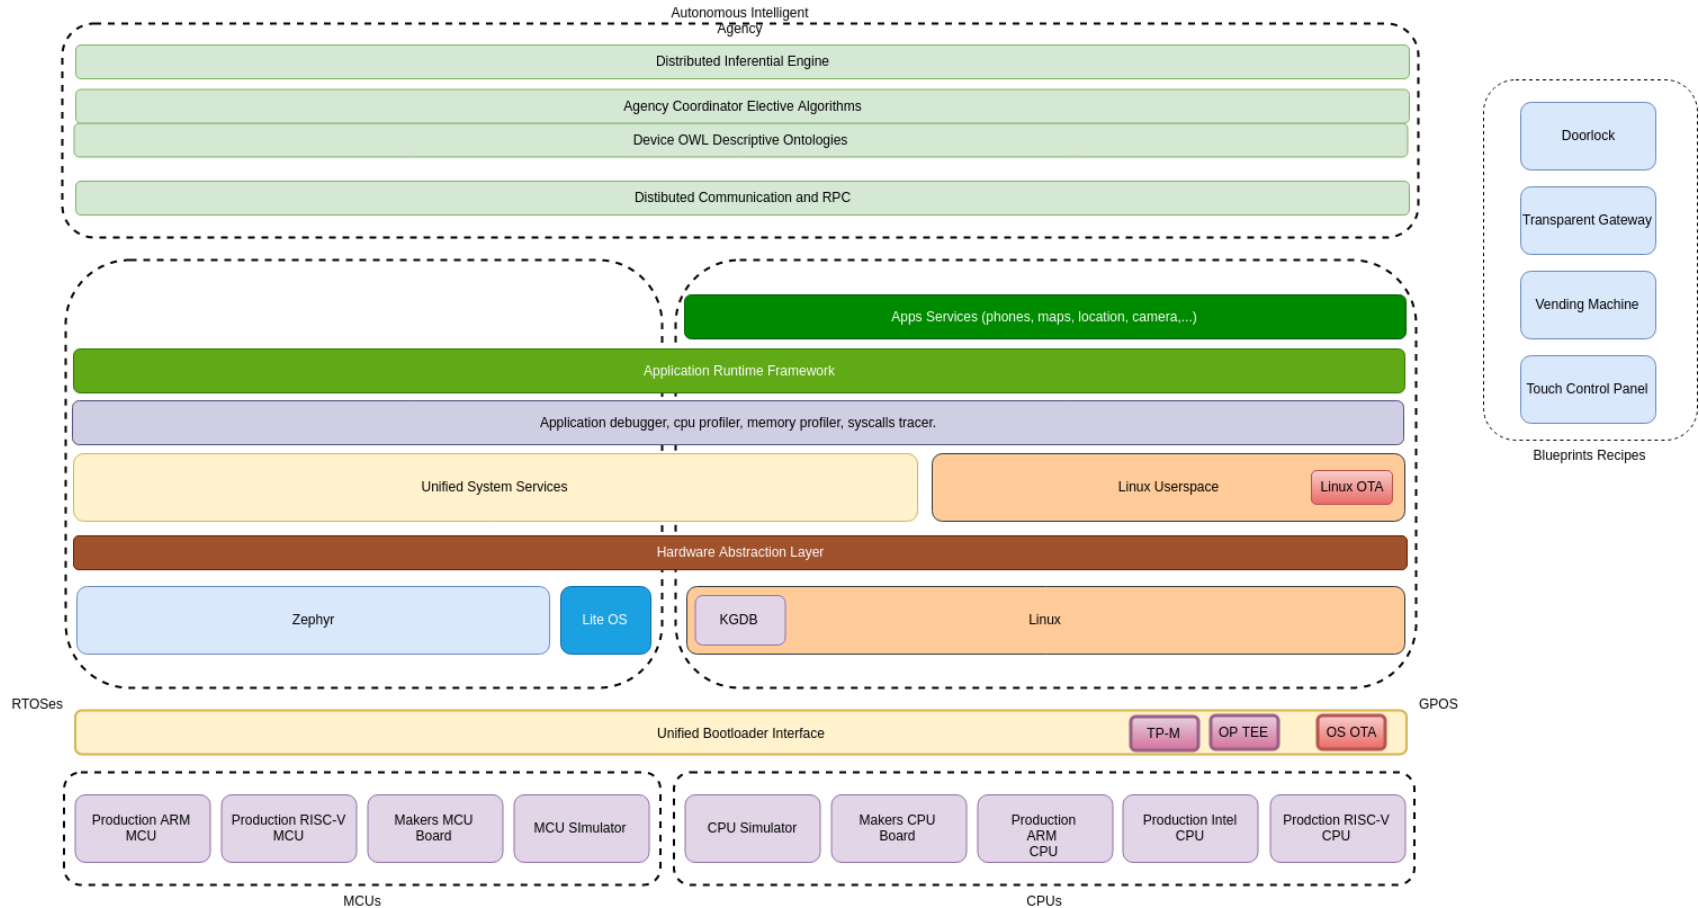 Autonomous Intelligent
Agency
Distributed Inferential Engine
Agency Coordinator Elective Algorithms
Device OWL Descriptive Ontologies
Distibuted Communication and RPC
Apps Services (phones, maps, location, camera,...)
Application Runtime Framework
Application debugger, cpu profiler, memory profiler, syscalls tracer.
Unified System Services
Linux Userspace
Linux OTA
Hardware Abstraction Layer
Zephyr
Lite OS
KGDB
Linux
RTOSes
GPOS
Unified Bootloader Interface
TP-M
OP TEE
OS OTA
Production ARM
MCU
Production RISC-V
MCU
Makers MCU
Board
MCU SImulator
CPU Simulator
Makers CPU
Board
Production
ARM
CPU
Production Intel
CPU
Prodction RISC-V
CPU
MCUs
CPUs
Doorlock
Transparent Gateway
Vending Machine
Touch Control Panel
Blueprints Recipes